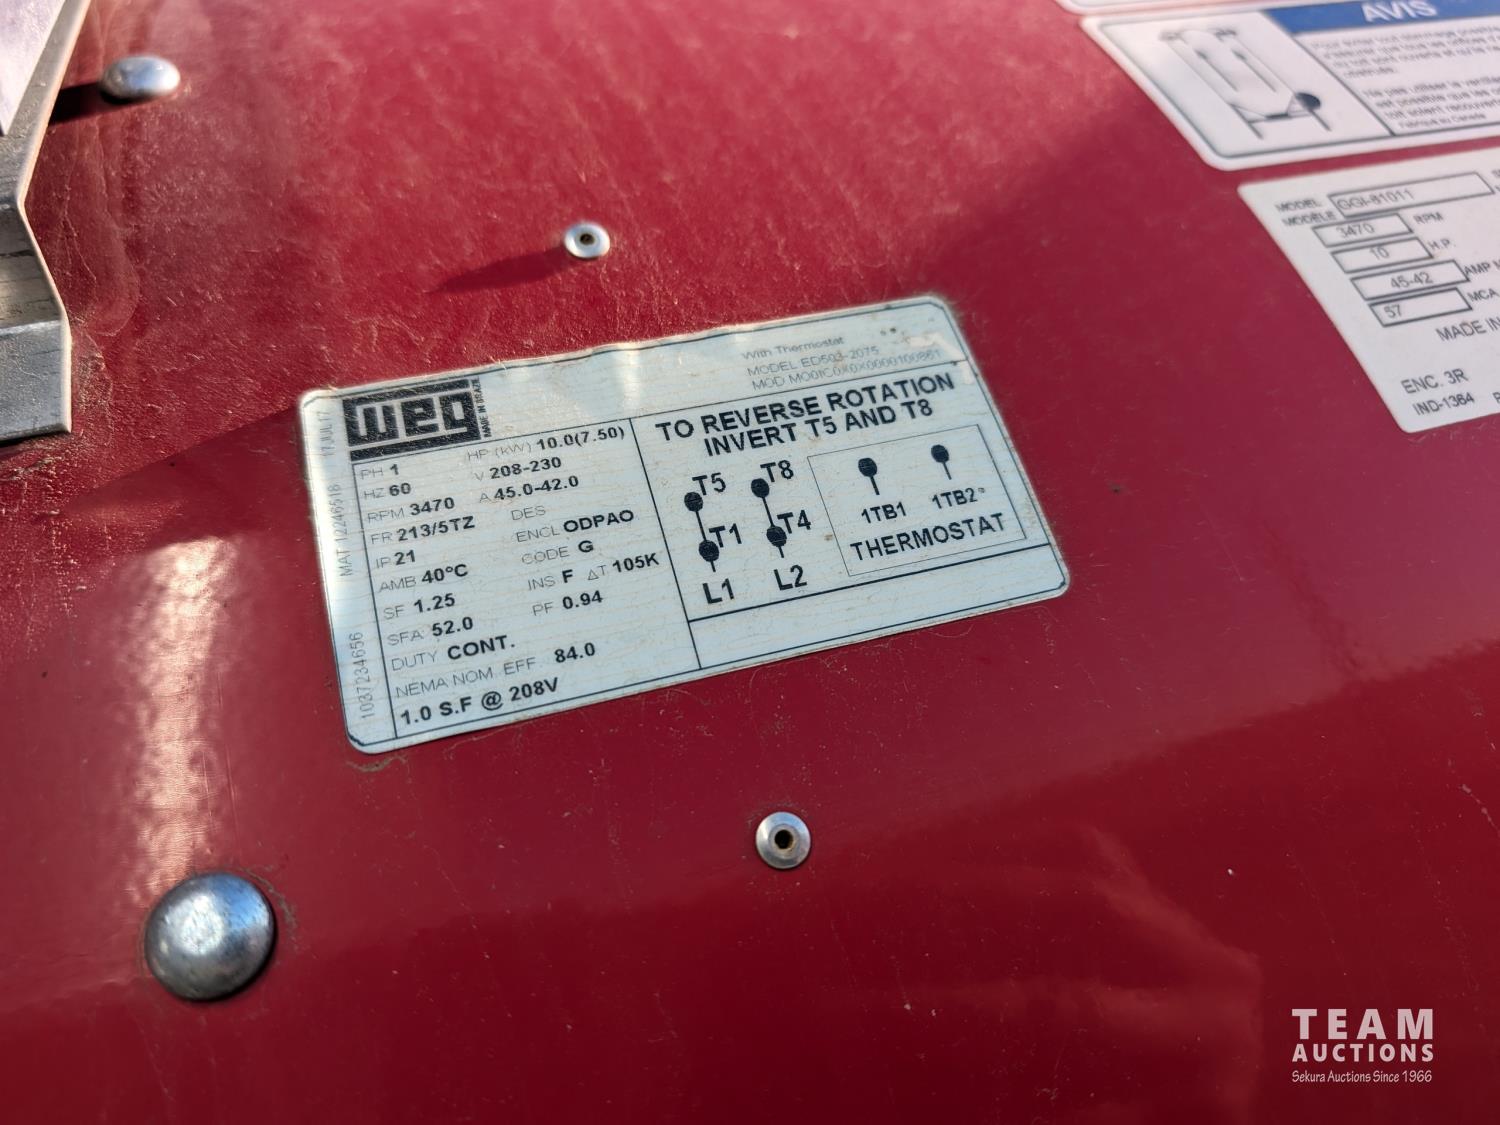 AVIS
MODEL
MODÈLE GGI-81011
3470 RPM
10 H.P.
45-42 AMP
57 MCA
MADE IN
ENC. 3R
IND-1364
weg
MADE IN BRAZIL
17JUL17
MAT 12246518
1037234656
With Thermostat
MODEL ED503-2075
MOD
HP (kW) 10.0(7.50)
PH 1
V 208-230
HZ 60
A 45.0-42.0
RPM 3470
DES
FR 213/5TZ
ENCL ODPAO
IP 21
CODE G
AMB 40°C
INS F ΔT 105K
SF 1.25
PF 0.94
SFA 52.0
DUTY CONT.
NEMA NOM. EFF. 84.0
1.0 S.F @ 208V
TO REVERSE ROTATION
INVERT T5 AND T8
T5 T8
T1 T4
L1 L2
1TB1 1TB2
THERMOSTAT
TEAM
AUCTIONS
Sekura Auctions Since 1966